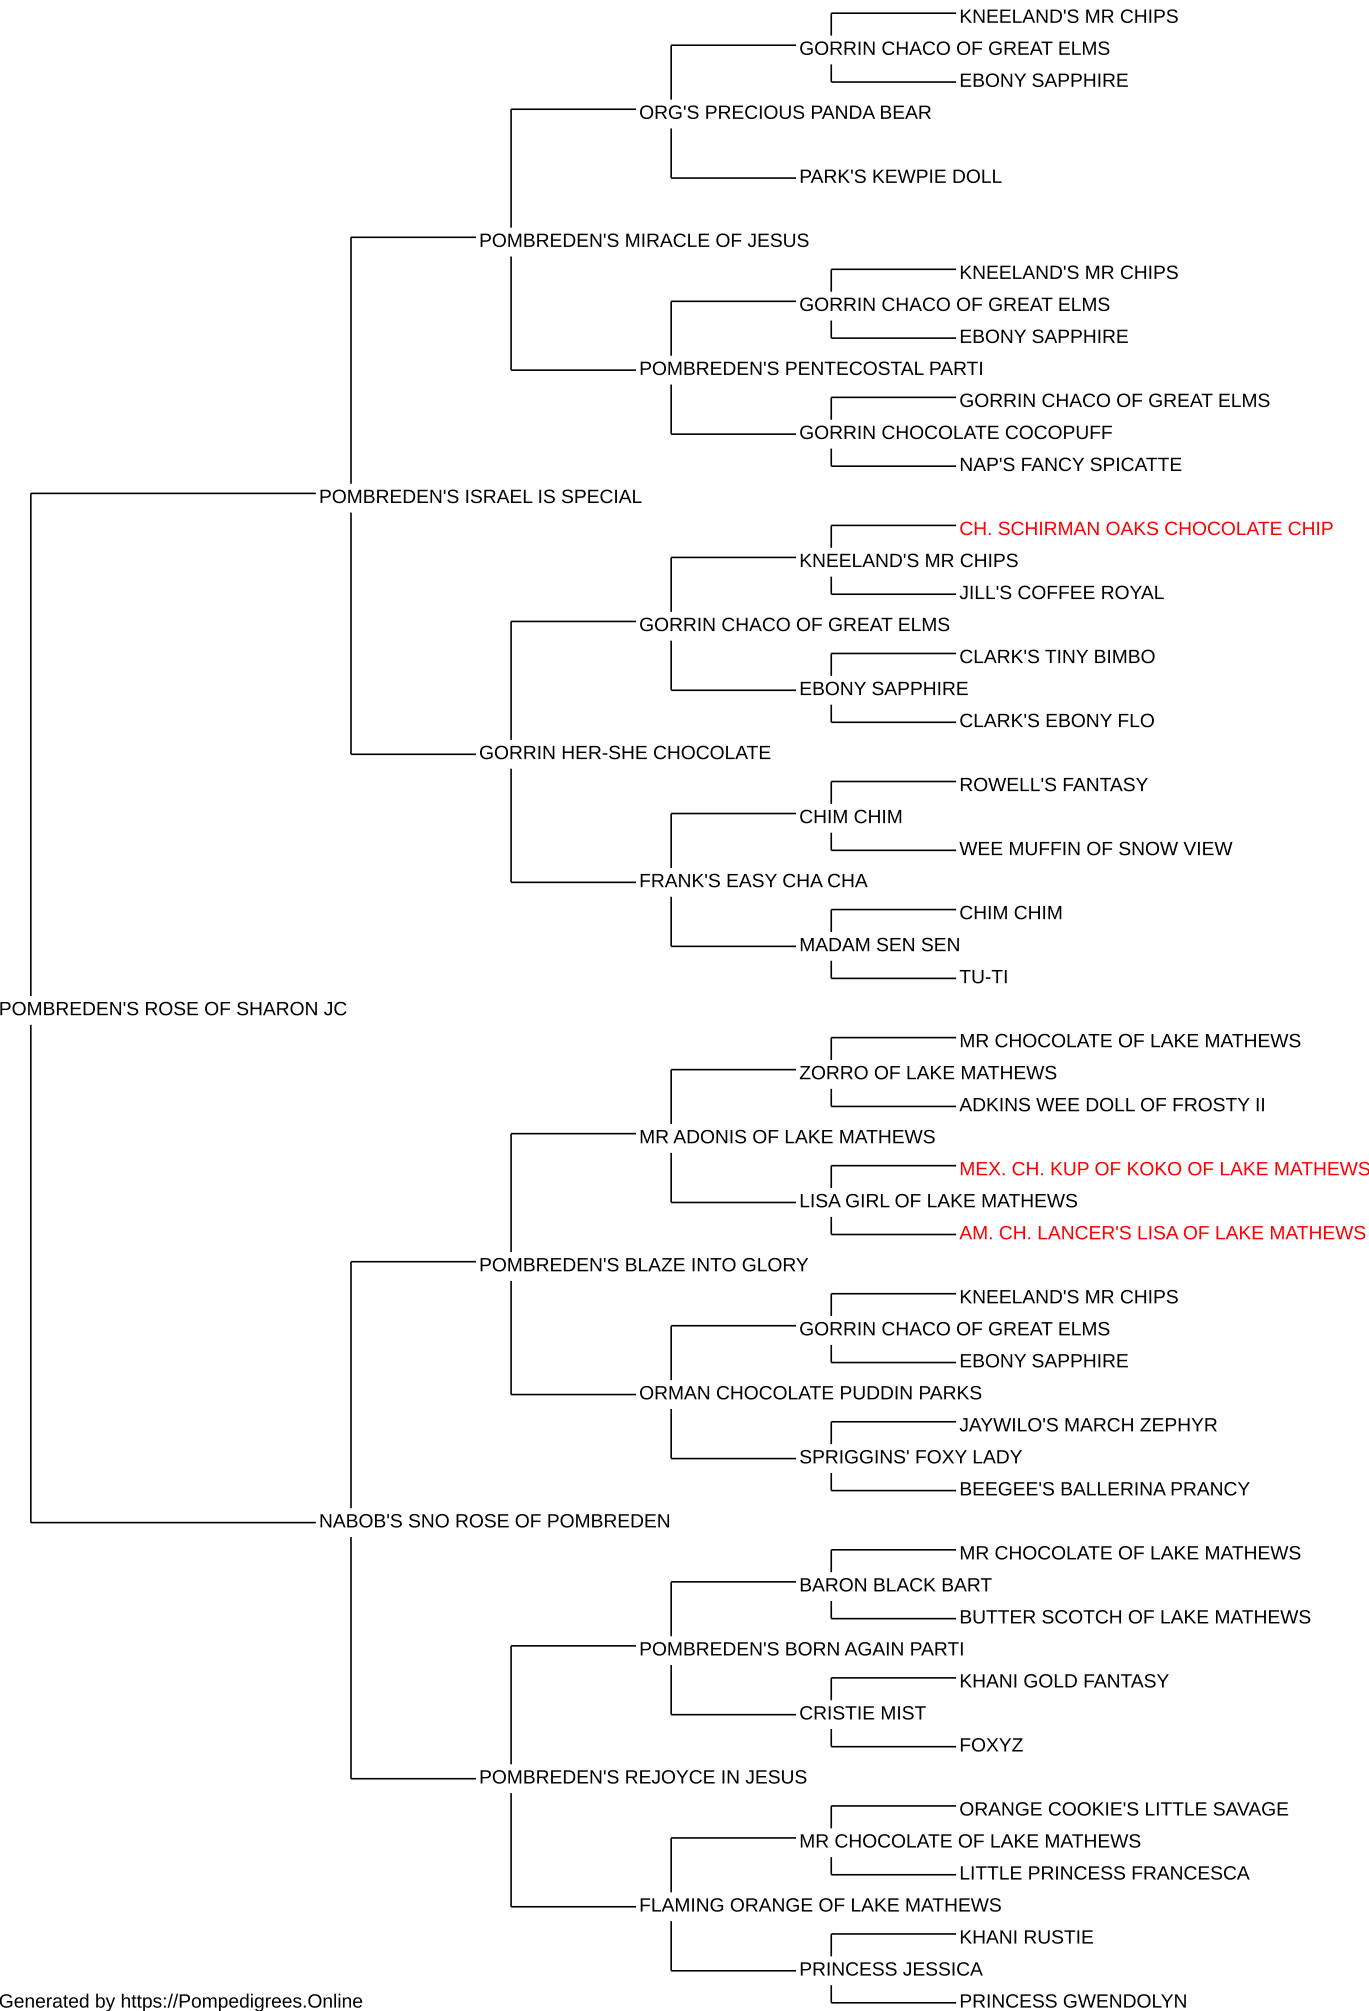 KNEELAND'S MR CHIPS
GORRIN CHACO OF GREAT ELMS
EBONY SAPPHIRE
ORG'S PRECIOUS PANDA BEAR
PARK'S KEWPIE DOLL
POMBREDEN'S MIRACLE OF JESUS
KNEELAND'S MR CHIPS
GORRIN CHACO OF GREAT ELMS
EBONY SAPPHIRE
POMBREDEN'S PENTECOSTAL PARTI
GORRIN CHACO OF GREAT ELMS
GORRIN CHOCOLATE COCOPUFF
NAP'S FANCY SPICATTE
POMBREDEN'S ISRAEL IS SPECIAL
CH. SCHIRMAN OAKS CHOCOLATE CHIP
KNEELAND'S MR CHIPS
JILL'S COFFEE ROYAL
GORRIN CHACO OF GREAT ELMS
CLARK'S TINY BIMBO
EBONY SAPPHIRE
CLARK'S EBONY FLO
GORRIN HER-SHE CHOCOLATE
ROWELL'S FANTASY
CHIM CHIM
WEE MUFFIN OF SNOW VIEW
FRANK'S EASY CHA CHA
CHIM CHIM
MADAM SEN SEN
TU-TI
POMBREDEN'S ROSE OF SHARON JC
MR CHOCOLATE OF LAKE MATHEWS
ZORRO OF LAKE MATHEWS
ADKINS WEE DOLL OF FROSTY II
MR ADONIS OF LAKE MATHEWS
MEX. CH. KUP OF KOKO OF LAKE MATHEWS
LISA GIRL OF LAKE MATHEWS
AM. CH. LANCER'S LISA OF LAKE MATHEWS
POMBREDEN'S BLAZE INTO GLORY
KNEELAND'S MR CHIPS
GORRIN CHACO OF GREAT ELMS
EBONY SAPPHIRE
ORMAN CHOCOLATE PUDDIN PARKS
JAYWILO'S MARCH ZEPHYR
SPRIGGINS' FOXY LADY
BEEGEE'S BALLERINA PRANCY
NABOB'S SNO ROSE OF POMBREDEN
MR CHOCOLATE OF LAKE MATHEWS
BARON BLACK BART
BUTTER SCOTCH OF LAKE MATHEWS
POMBREDEN'S BORN AGAIN PARTI
KHANI GOLD FANTASY
CRISTIE MIST
FOXYZ
POMBREDEN'S REJOYCE IN JESUS
ORANGE COOKIE'S LITTLE SAVAGE
MR CHOCOLATE OF LAKE MATHEWS
LITTLE PRINCESS FRANCESCA
FLAMING ORANGE OF LAKE MATHEWS
KHANI RUSTIE
PRINCESS JESSICA
PRINCESS GWENDOLYN
Generated by https://Pompedigrees.Online